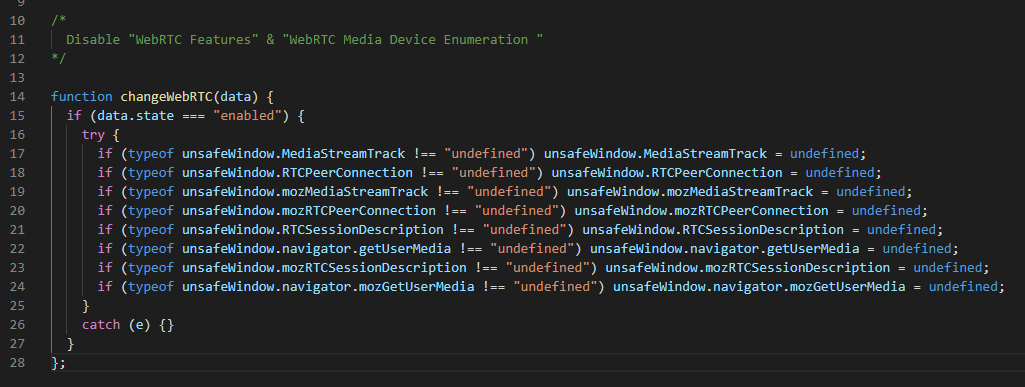 9
10 /*
11 Disable "WebRTC Features" & "WebRTC Media Device Enumeration "
12 */
13
14 function changeWebRTC(data) {
15 if (data.state === "enabled") {
16 try {
17 if (typeof unsafeWindow.MediaStreamTrack !== "undefined") unsafeWindow.MediaStreamTrack = undefined;
18 if (typeof unsafeWindow.RTCPeerConnection !== "undefined") unsafeWindow.RTCPeerConnection = undefined;
19 if (typeof unsafeWindow.mozMediaStreamTrack !== "undefined") unsafeWindow.mozMediaStreamTrack = undefined;
20 if (typeof unsafeWindow.mozRTCPeerConnection !== "undefined") unsafeWindow.mozRTCPeerConnection = undefined;
21 if (typeof unsafeWindow.RTCSessionDescription !== "undefined") unsafeWindow.RTCSessionDescription = undefined;
22 if (typeof unsafeWindow.navigator.getUserMedia !== "undefined") unsafeWindow.navigator.getUserMedia = undefined;
23 if (typeof unsafeWindow.mozRTCSessionDescription !== "undefined") unsafeWindow.mozRTCSessionDescription = undefined;
24 if (typeof unsafeWindow.navigator.mozGetUserMedia !== "undefined") unsafeWindow.navigator.mozGetUserMedia = undefined;
25 }
26 catch (e) {}
27 }
28 };